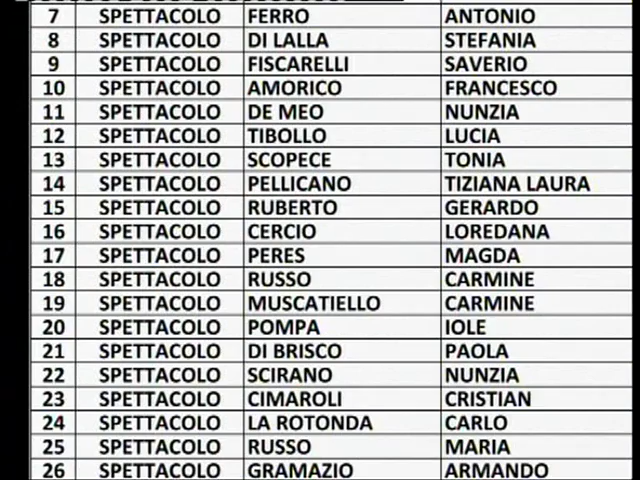 7 SPETTACOLO FERRO ANTONIO
8 SPETTACOLO DI LALLA STEFANIA
9 SPETTACOLO FISCARELLI SAVERIO
10 SPETTACOLO AMORICO FRANCESCO
11 SPETTACOLO DE MEO NUNZIA
12 SPETTACOLO TIBOLLO LUCIA
13 SPETTACOLO SCOPECE TONIA
14 SPETTACOLO PELLICANO TIZIANA LAURA
15 SPETTACOLO RUBERTO GERARDO
16 SPETTACOLO CERCIO LOREDANA
17 SPETTACOLO PERES MAGDA
18 SPETTACOLO RUSSO CARMINE
19 SPETTACOLO MUSCATIELLO CARMINE
20 SPETTACOLO POMPA IOLE
21 SPETTACOLO DI BRISCO PAOLA
22 SPETTACOLO SCIRANO NUNZIA
23 SPETTACOLO CIMAROLI CRISTIAN
24 SPETTACOLO LA ROTONDA CARLO
25 SPETTACOLO RUSSO MARIA
26 SPETTACOLO GRAMAZIO ARMANDO